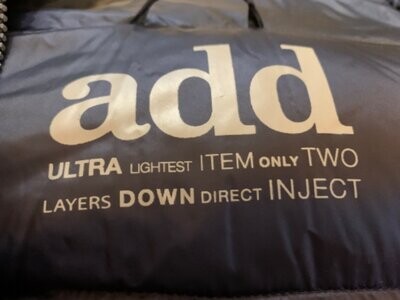 add
ULTRA LIGHTEST ITEM ONLY TWO
LAYERS DOWN DIRECT INJECT